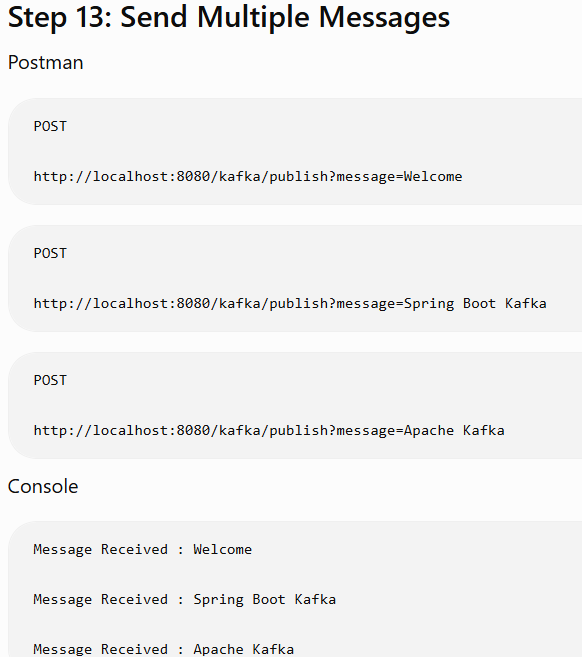 Step 13: Send Multiple Messages
Postman
POST
http://localhost:8080/kafka/publish?message=Welcome
POST
http://localhost:8080/kafka/publish?message=Spring Boot Kafka
POST
http://localhost:8080/kafka/publish?message=Apache Kafka
Console
Message Received : Welcome
Message Received : Spring Boot Kafka
Message Received : Apache Kafka